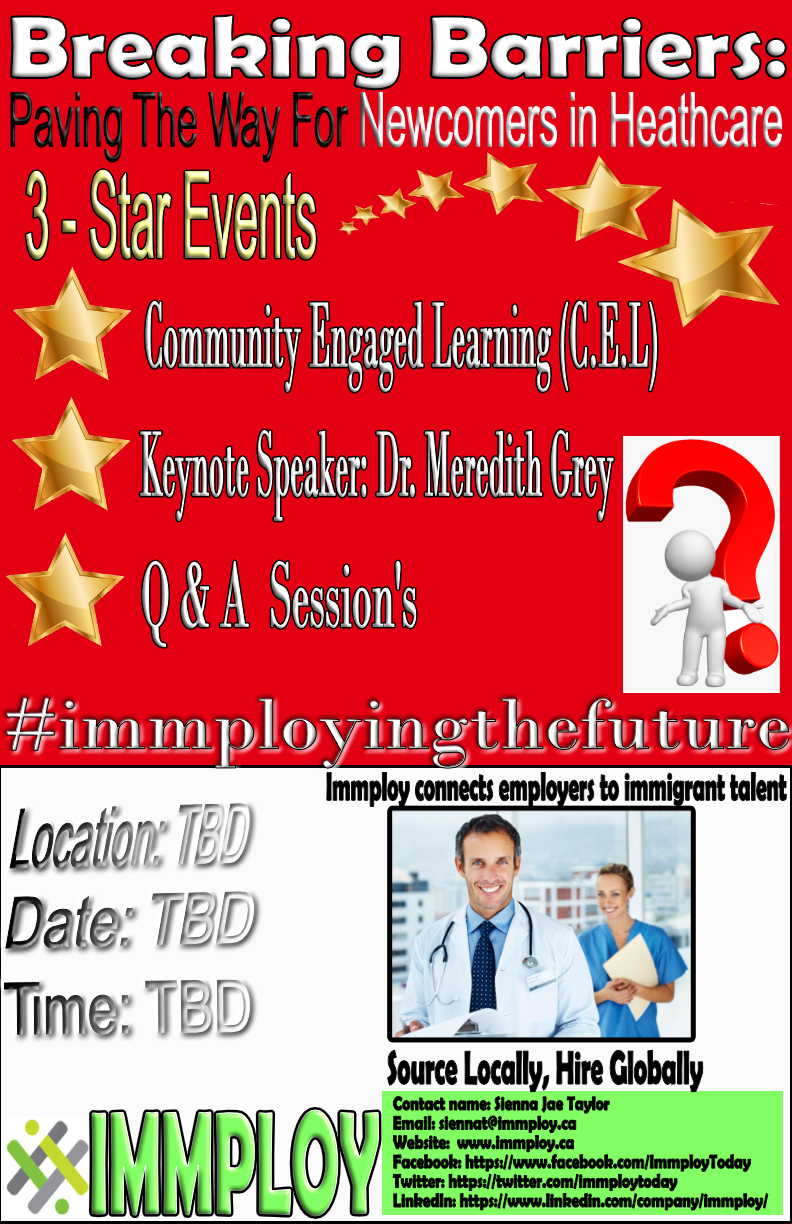 Breaking Barriers:
Paving The Way For Newcomers in Heathcare
3 - Star Events
Community Engaged Learning (C.E.L)
Keynote Speaker: Dr. Meredith Grey
Q & A Session's
#immployingthefuture
Immploy connects employers to immigrant talent
Location: TBD
Date: TBD
Time: TBD
Source Locally, Hire Globally
IMMPLOY
Contact name: Sienna Jae Taylor
Email: siennat@immploy.ca
Website: www.immploy.ca
Facebook: https://www.facebook.com/ImmployToday
Twitter: https://twitter.com/immploytoday
LinkedIn: https://www.linkedin.com/company/immploy/